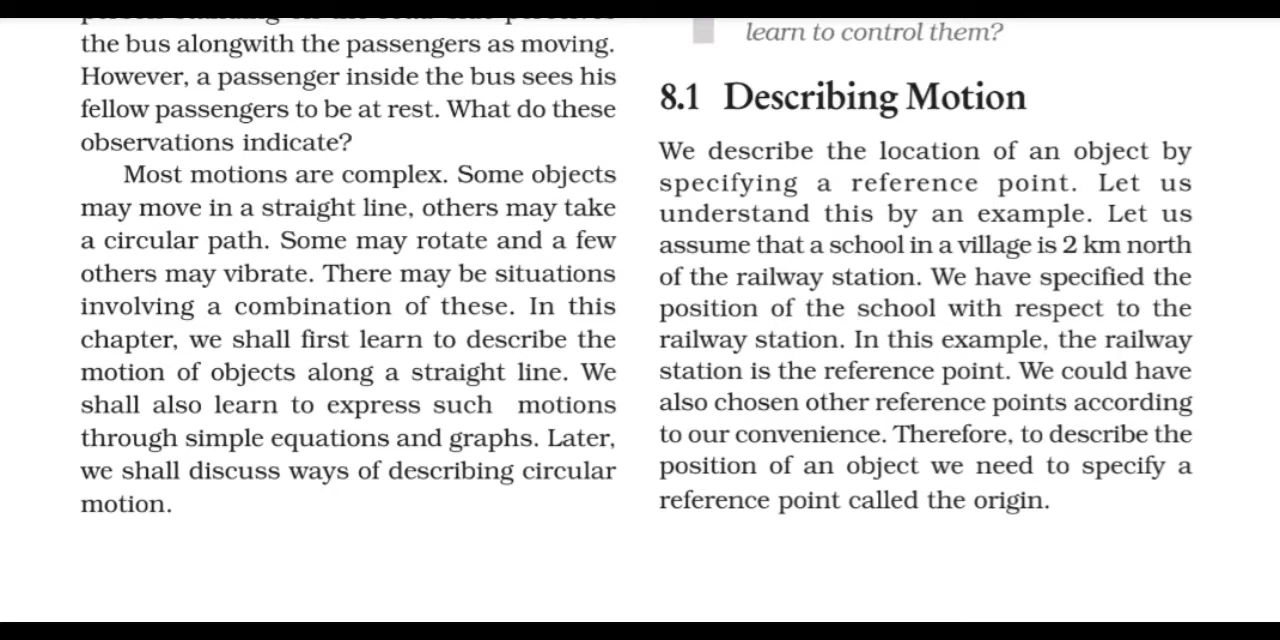 the bus alongwith the passengers as moving.
However, a passenger inside the bus sees his
fellow passengers to be at rest. What do these
observations indicate?
Most motions are complex. Some objects
may move in a straight line, others may take
a circular path. Some may rotate and a few
others may vibrate. There may be situations
involving a combination of these. In this
chapter, we shall first learn to describe the
motion of objects along a straight line. We
shall also learn to express such motions
through simple equations and graphs. Later,
we shall discuss ways of describing circular
motion.
learn to control them?
8.1 Describing Motion
We describe the location of an object by
specifying a reference point. Let us
understand this by an example. Let us
assume that a school in a village is 2 km north
of the railway station. We have specified the
position of the school with respect to the
railway station. In this example, the railway
station is the reference point. We could have
also chosen other reference points according
to our convenience. Therefore, to describe the
position of an object we need to specify a
reference point called the origin.